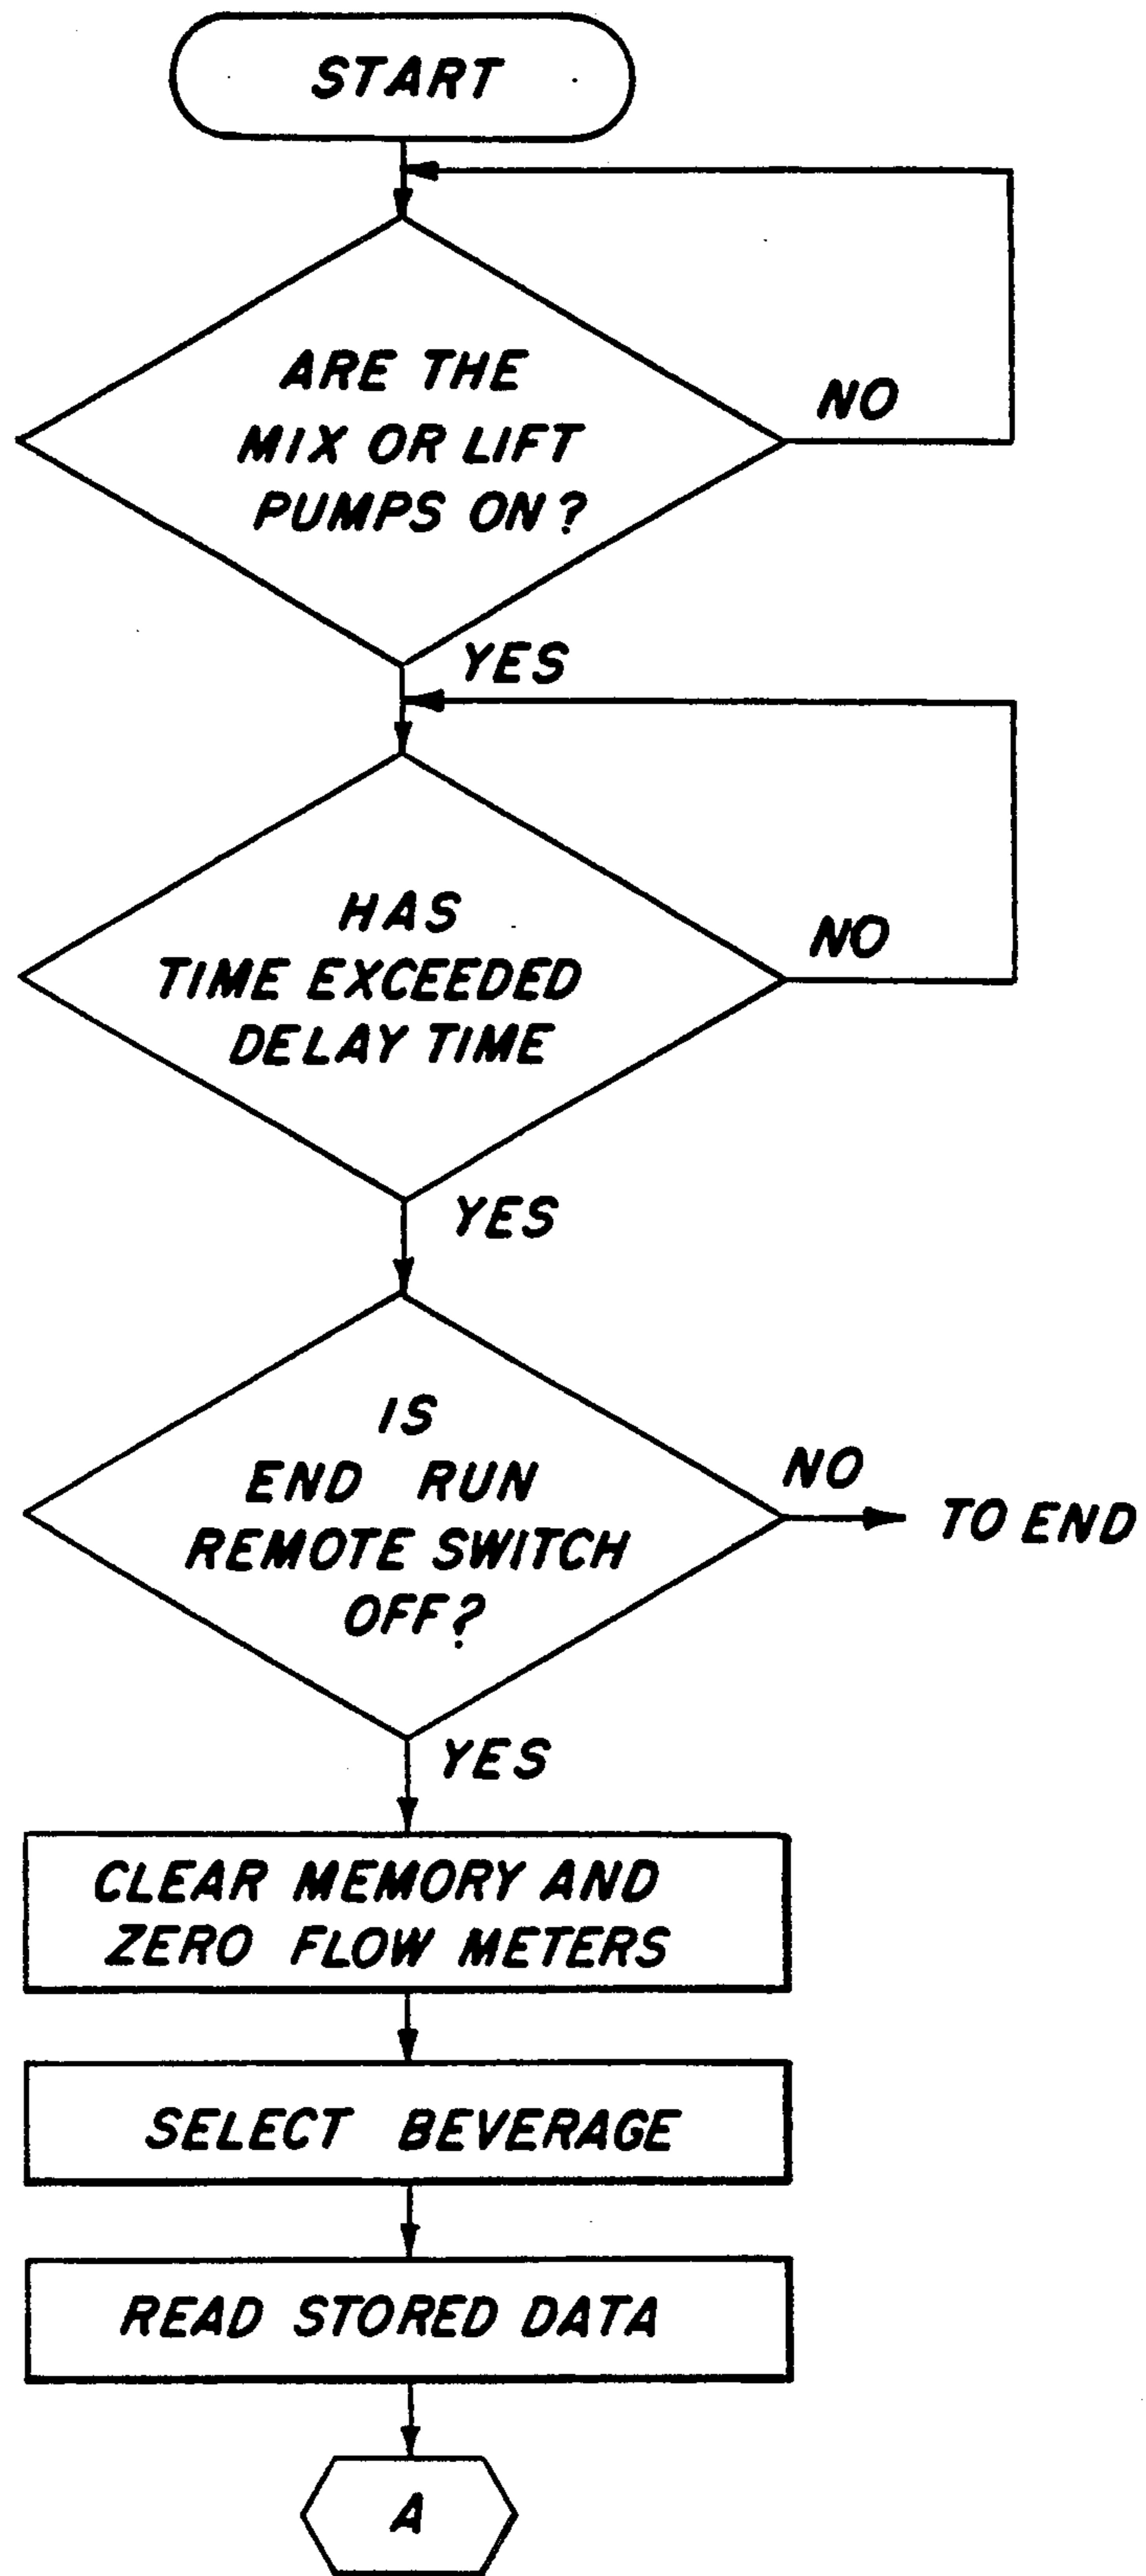 START
ARE THE
MIX OR LIFT
PUMPS ON?
NO
YES
HAS
TIME EXCEEDED
DELAY TIME
NO
YES
IS
END RUN
REMOTE SWITCH
OFF?
NO
TO END
YES
CLEAR MEMORY AND
ZERO FLOW METERS
SELECT BEVERAGE
READ STORED DATA
A